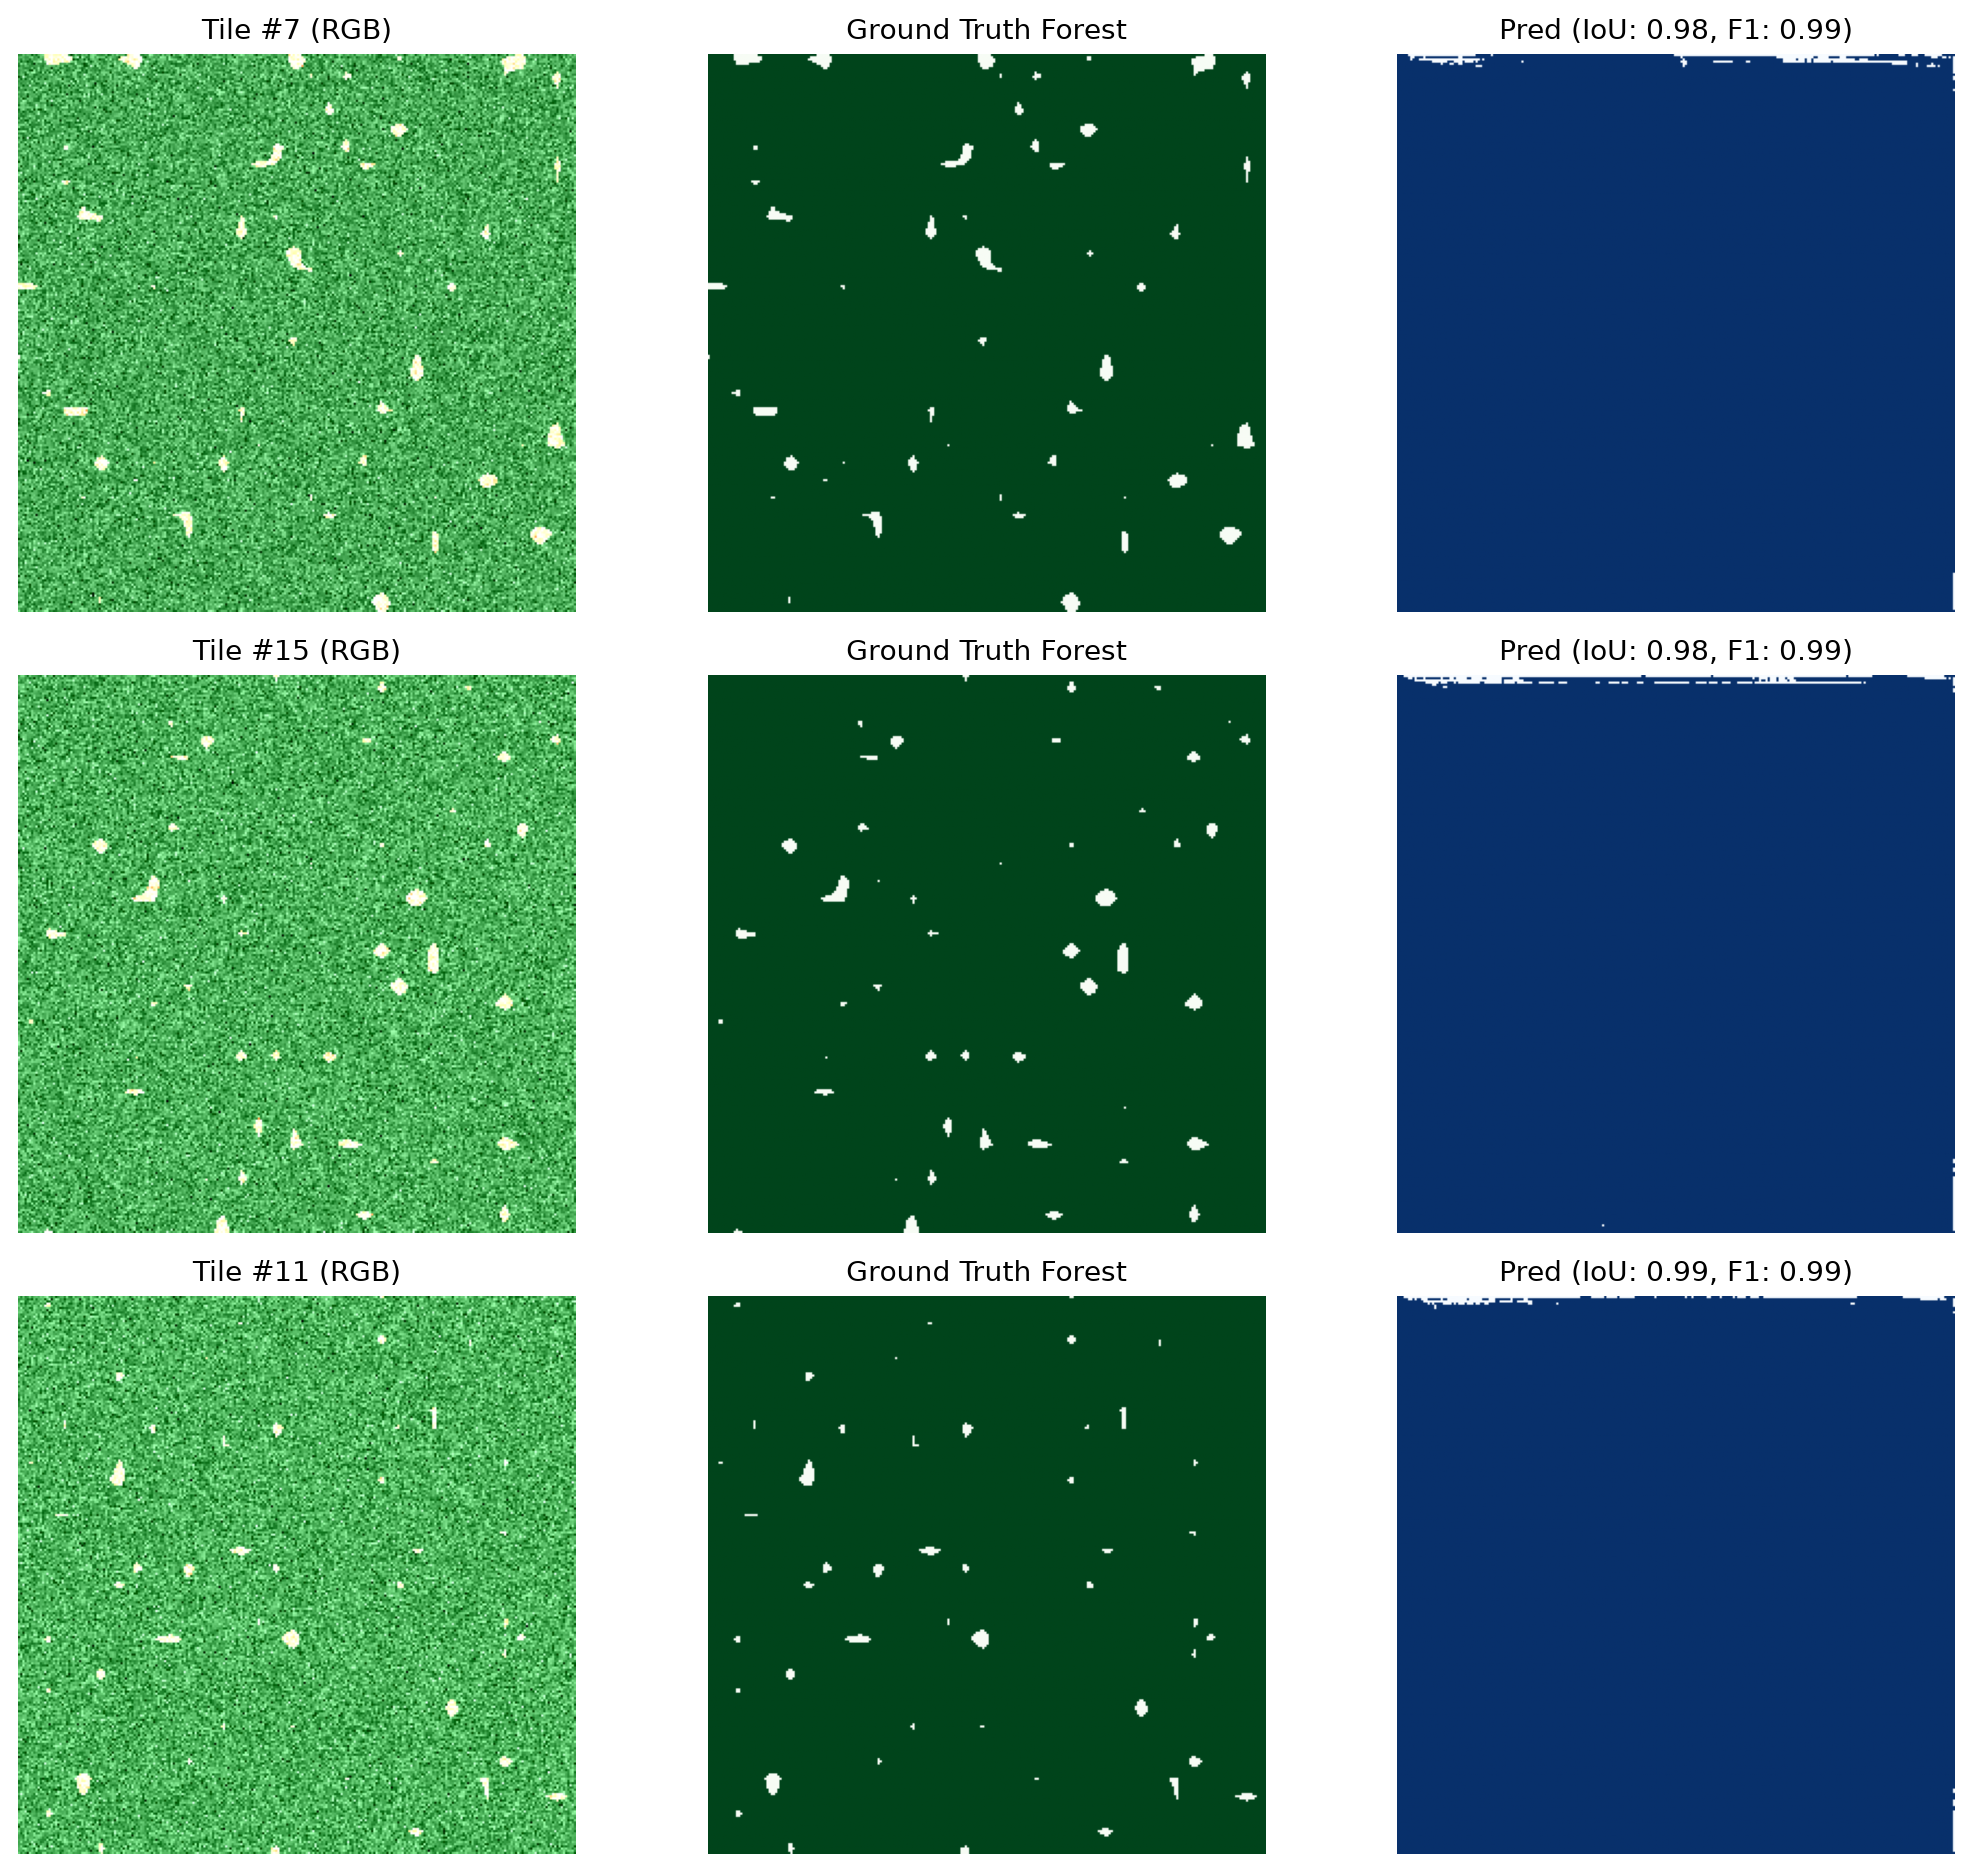 Tile #7 (RGB)
Ground Truth Forest
Pred (IoU: 0.98, F1: 0.99)
Tile #15 (RGB)
Ground Truth Forest
Pred (IoU: 0.98, F1: 0.99)
Tile #11 (RGB)
Ground Truth Forest
Pred (IoU: 0.99, F1: 0.99)